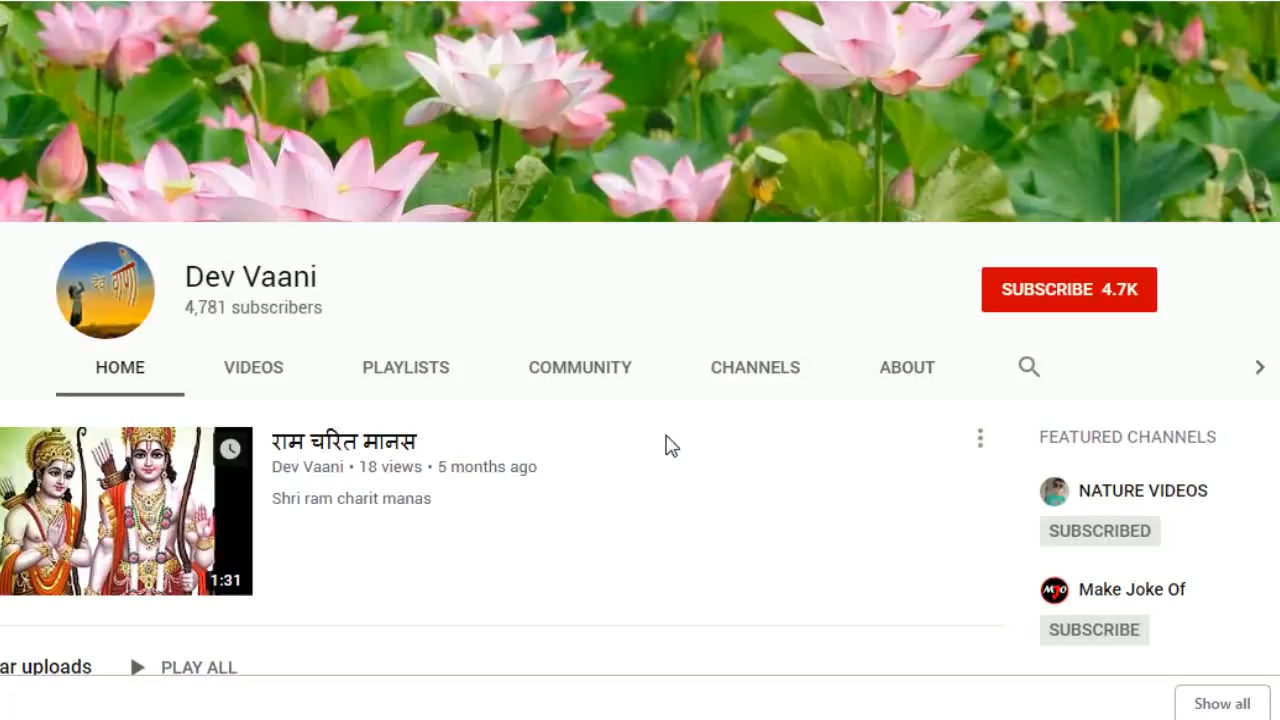 देव वाणी
Dev Vaani
4,781 subscribers
SUBSCRIBE 4.7K
HOME VIDEOS PLAYLISTS COMMUNITY CHANNELS ABOUT
राम चरित मानस
Dev Vaani • 18 views • 5 months ago
Shri ram charit manas
1:31
FEATURED CHANNELS
NATURE VIDEOS
SUBSCRIBED
MJO
Make Joke Of
SUBSCRIBE
ar uploads PLAY ALL
Show all